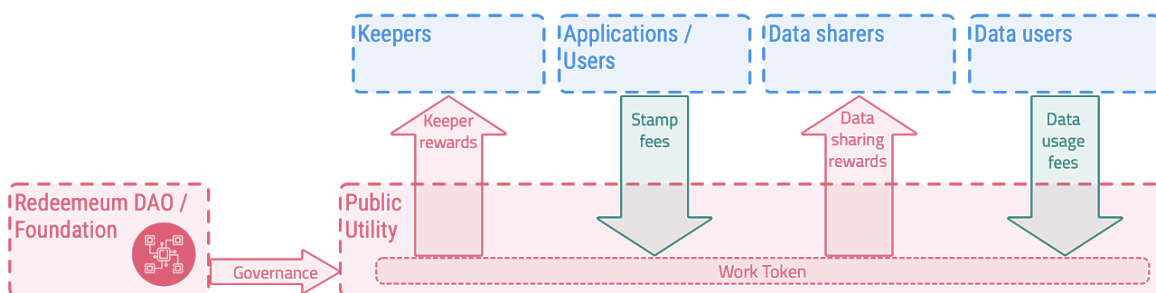 Keepers
Applications /
Users
Data sharers
Data users
Keeper
rewards
Stamp
fees
Data
sharing
rewards
Data
usage
fees
Redeemeum DAO /
Foundation
Public
Utility
Governance
Work Token